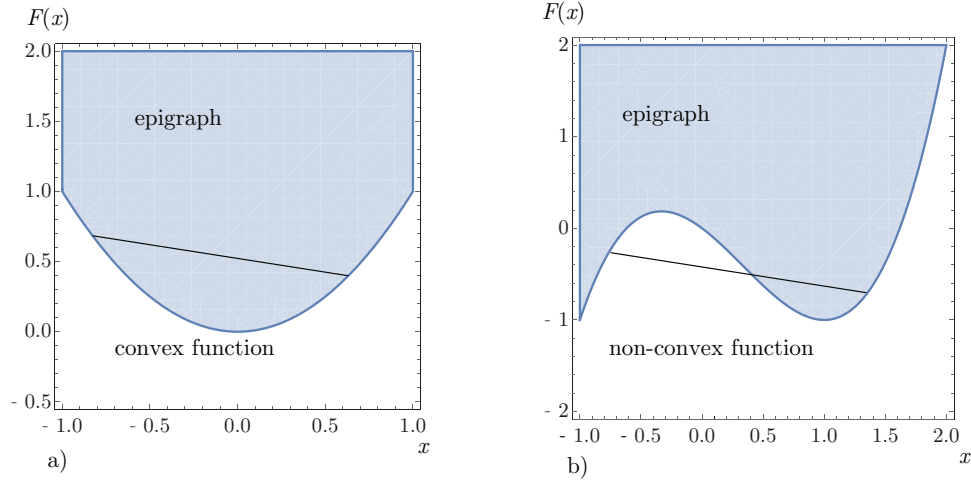 F(x)
2.0
1.5
epigraph
1.0
0.5
0.0
convex function
- 0.5
- 1.0 - 0.5 0.0 0.5 1.0
x
a)
F(x)
2
1
epigraph
0
- 1
non-convex function
- 2
- 1.0 - 0.5 0.0 0.5 1.0 1.5 2.0
x
b)